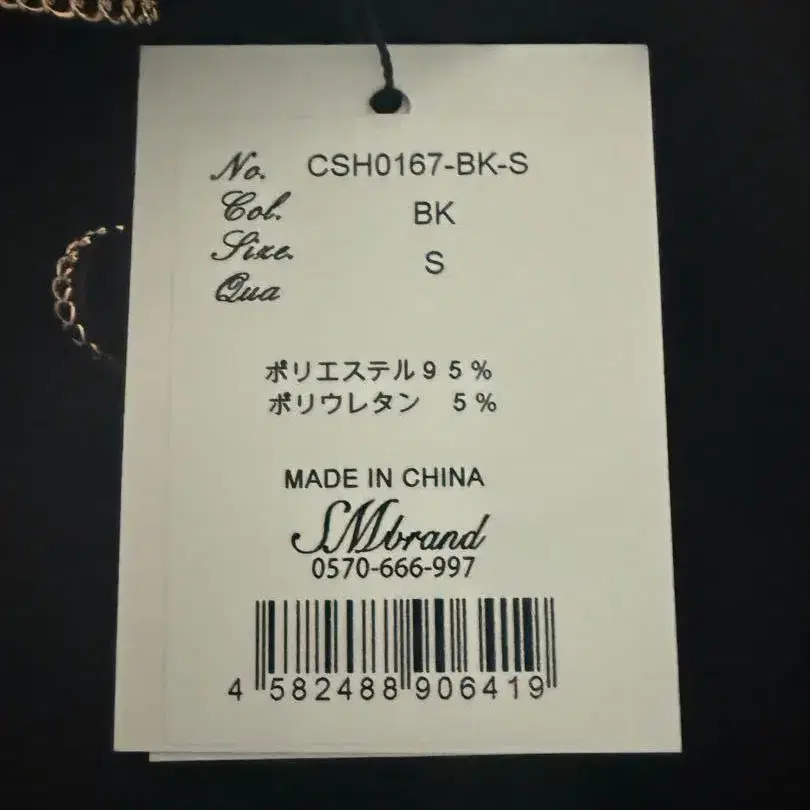 No. CSH0167-BK-S
Col. BK
Size. S
Qua
ポリエステル95%
ポリウレタン 5%
MADE IN CHINA
SMbrand
0570-666-997
4 582488 906419